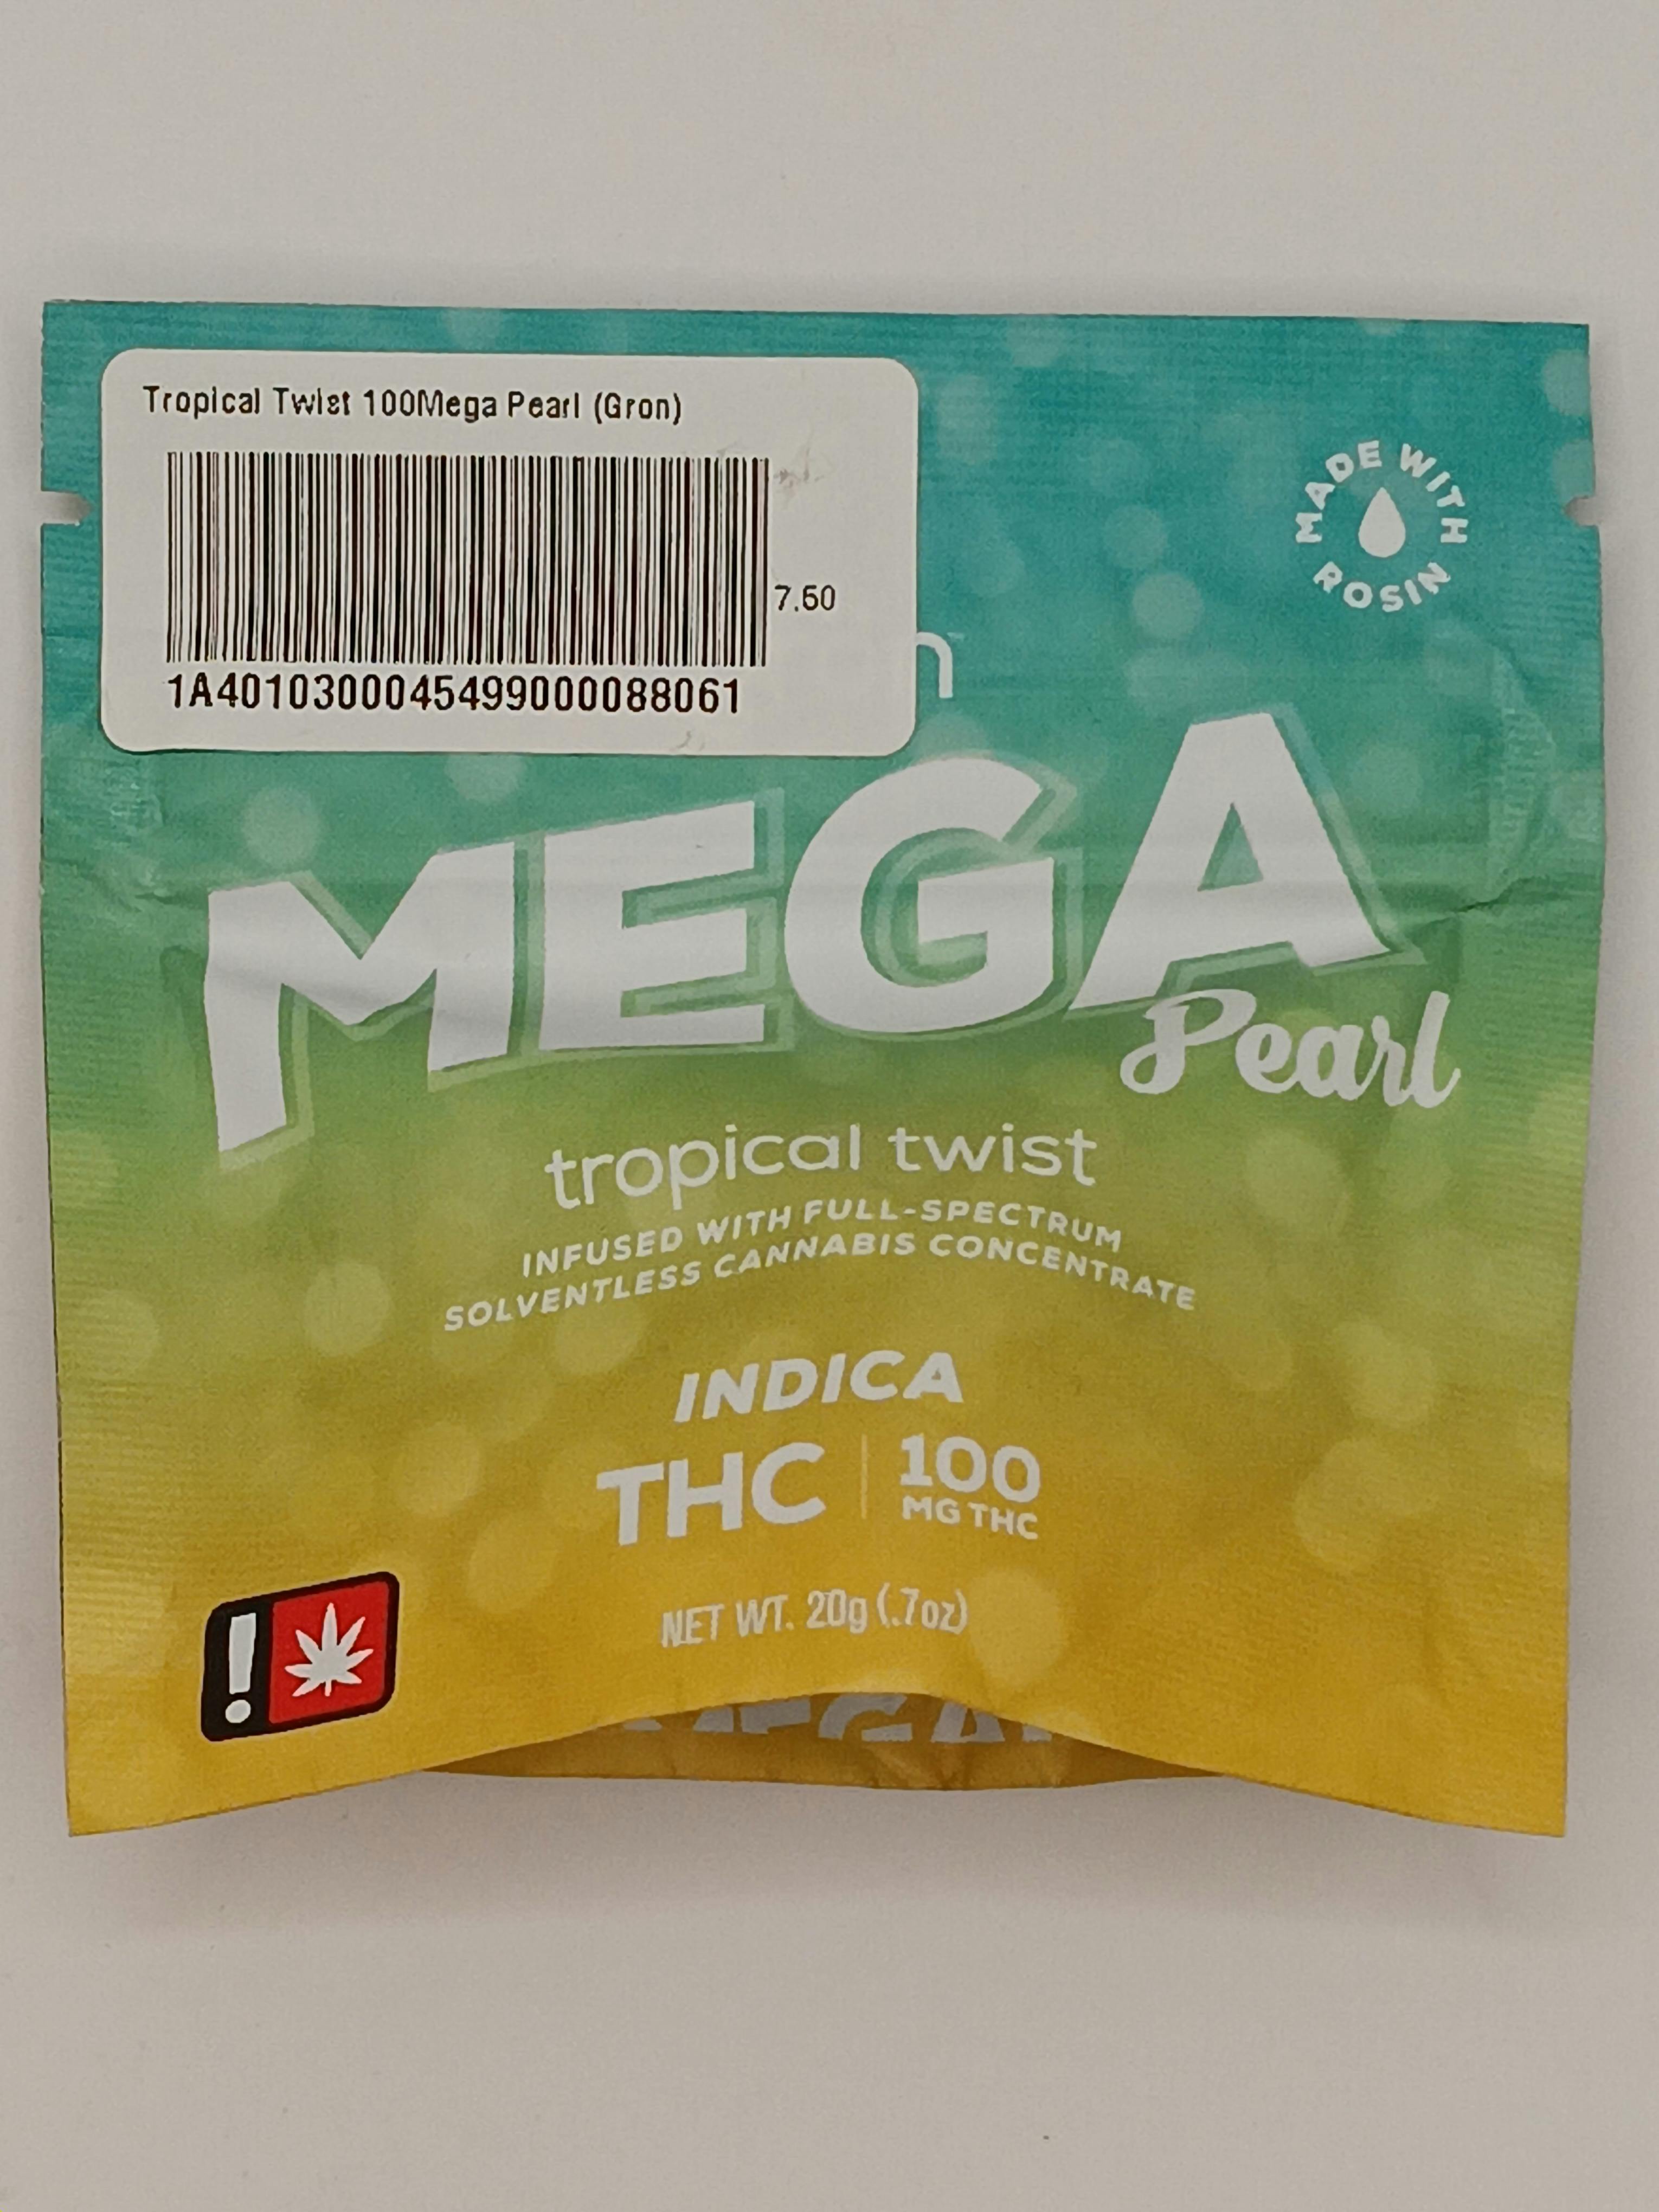 Tropical Twist 100Mega Pearl (Gron)
7.50
1A4010300045499000088061
n
MADE WITH
ROSIN
MEGA
Pearl
tropical twist
INFUSED WITH FULL-SPECTRUM
SOLVENTLESS CANNABIS CONCENTRATE
INDICA
THC | 100
MG THC
NET WT. 20g (.7oz)
!